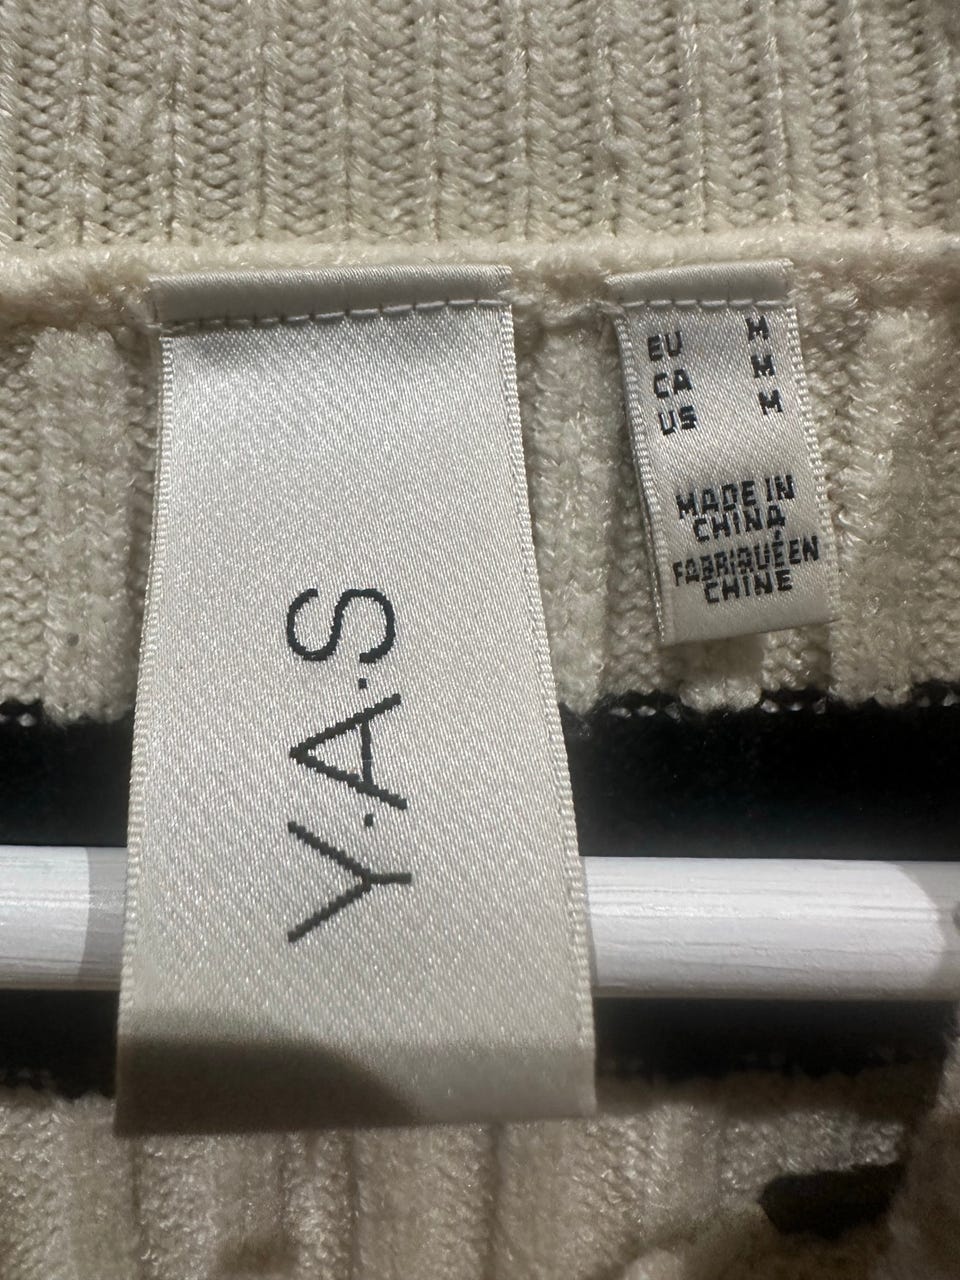 Y.A.S
EU M
CA M
US M
MADE IN
CHINA
FABRIQUÉ EN
CHINE